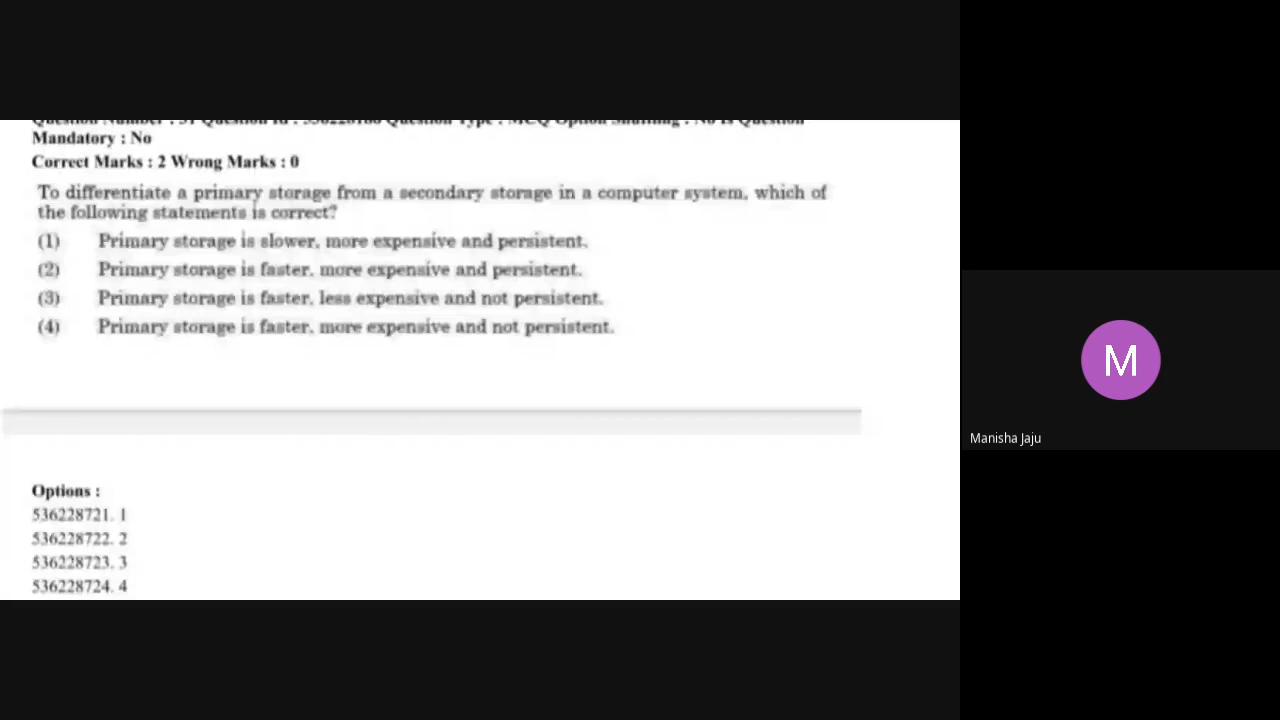 Mandatory : No
Correct Marks : 2 Wrong Marks : 0
To differentiate a primary storage from a secondary storage in a computer system, which of
the following statements is correct?
(1) Primary storage is slower, more expensive and persistent.
(2) Primary storage is faster, more expensive and persistent.
(3) Primary storage is faster, less expensive and not persistent.
(4) Primary storage is faster, more expensive and not persistent.
M
Manisha Jaju
Options :
536228721. 1
536228722. 2
536228723. 3
536228724. 4